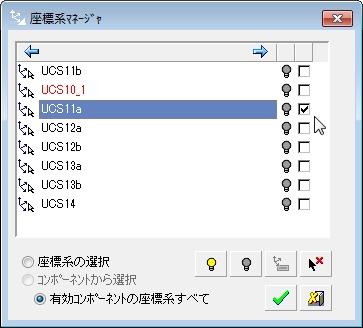 座標系ﾏﾈｰｼﾞｬ
UCS11b
UCS10_1
UCS11a
UCS12a
UCS12b
UCS13a
UCS13b
UCS14
座標系の選択
ｺﾝﾎﾟｰﾈﾝﾄから選択
有効ｺﾝﾎﾟｰﾈﾝﾄの座標系すべて